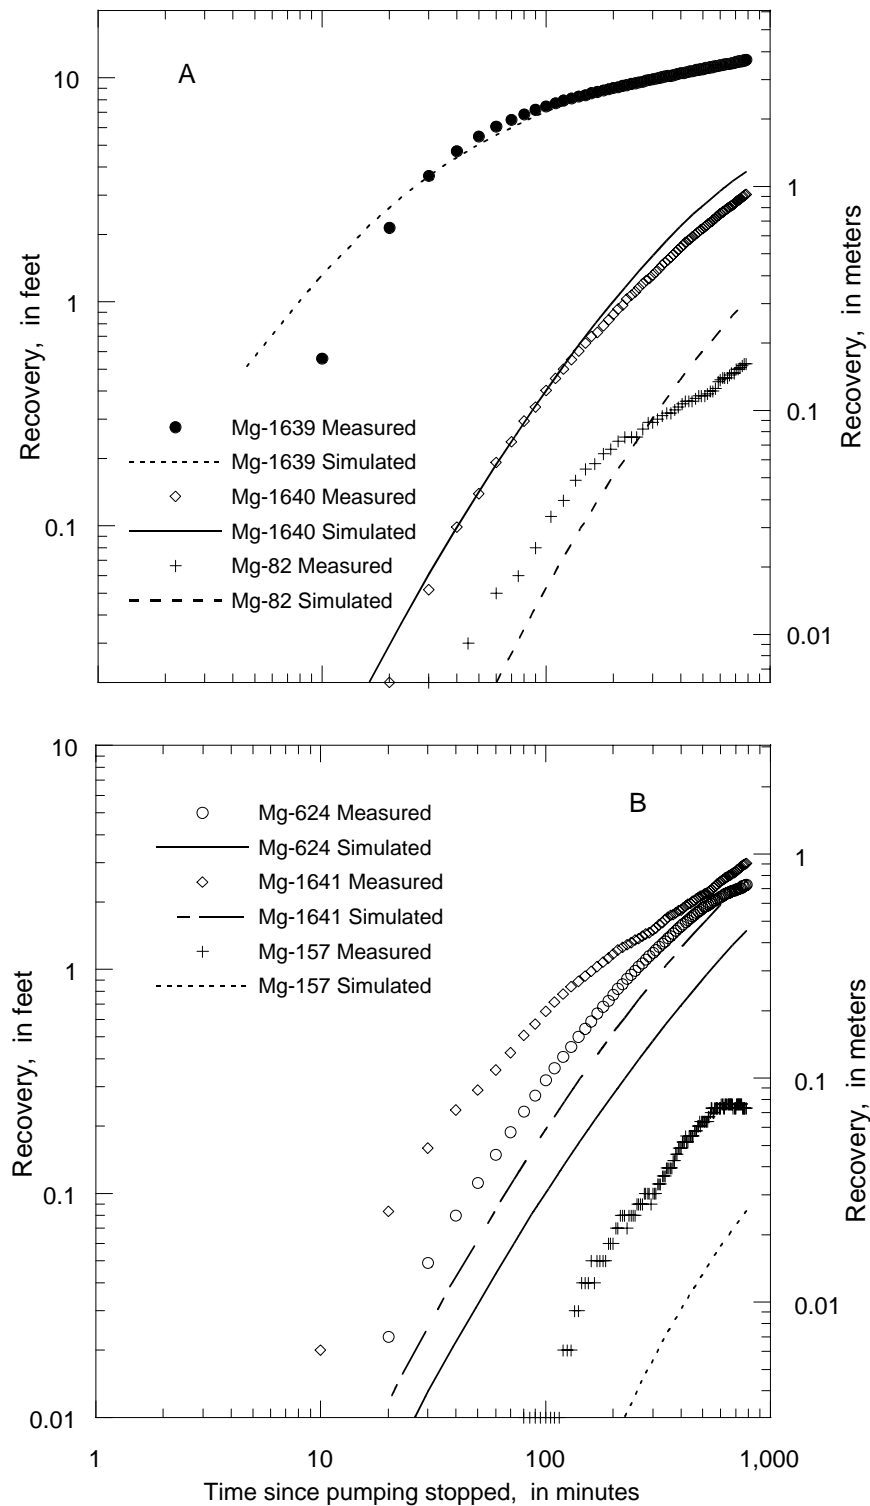 A
10
1
0.1
Recovery, in feet
1
0.1
0.01
Recovery, in meters
Mg-1639 Measured
Mg-1639 Simulated
Mg-1640 Measured
Mg-1640 Simulated
Mg-82 Measured
Mg-82 Simulated
B
10
1
0.1
0.01
Recovery, in feet
1
0.1
0.01
Recovery, in meters
Mg-624 Measured
Mg-624 Simulated
Mg-1641 Measured
Mg-1641 Simulated
Mg-157 Measured
Mg-157 Simulated
1 10 100 1,000
Time since pumping stopped, in minutes